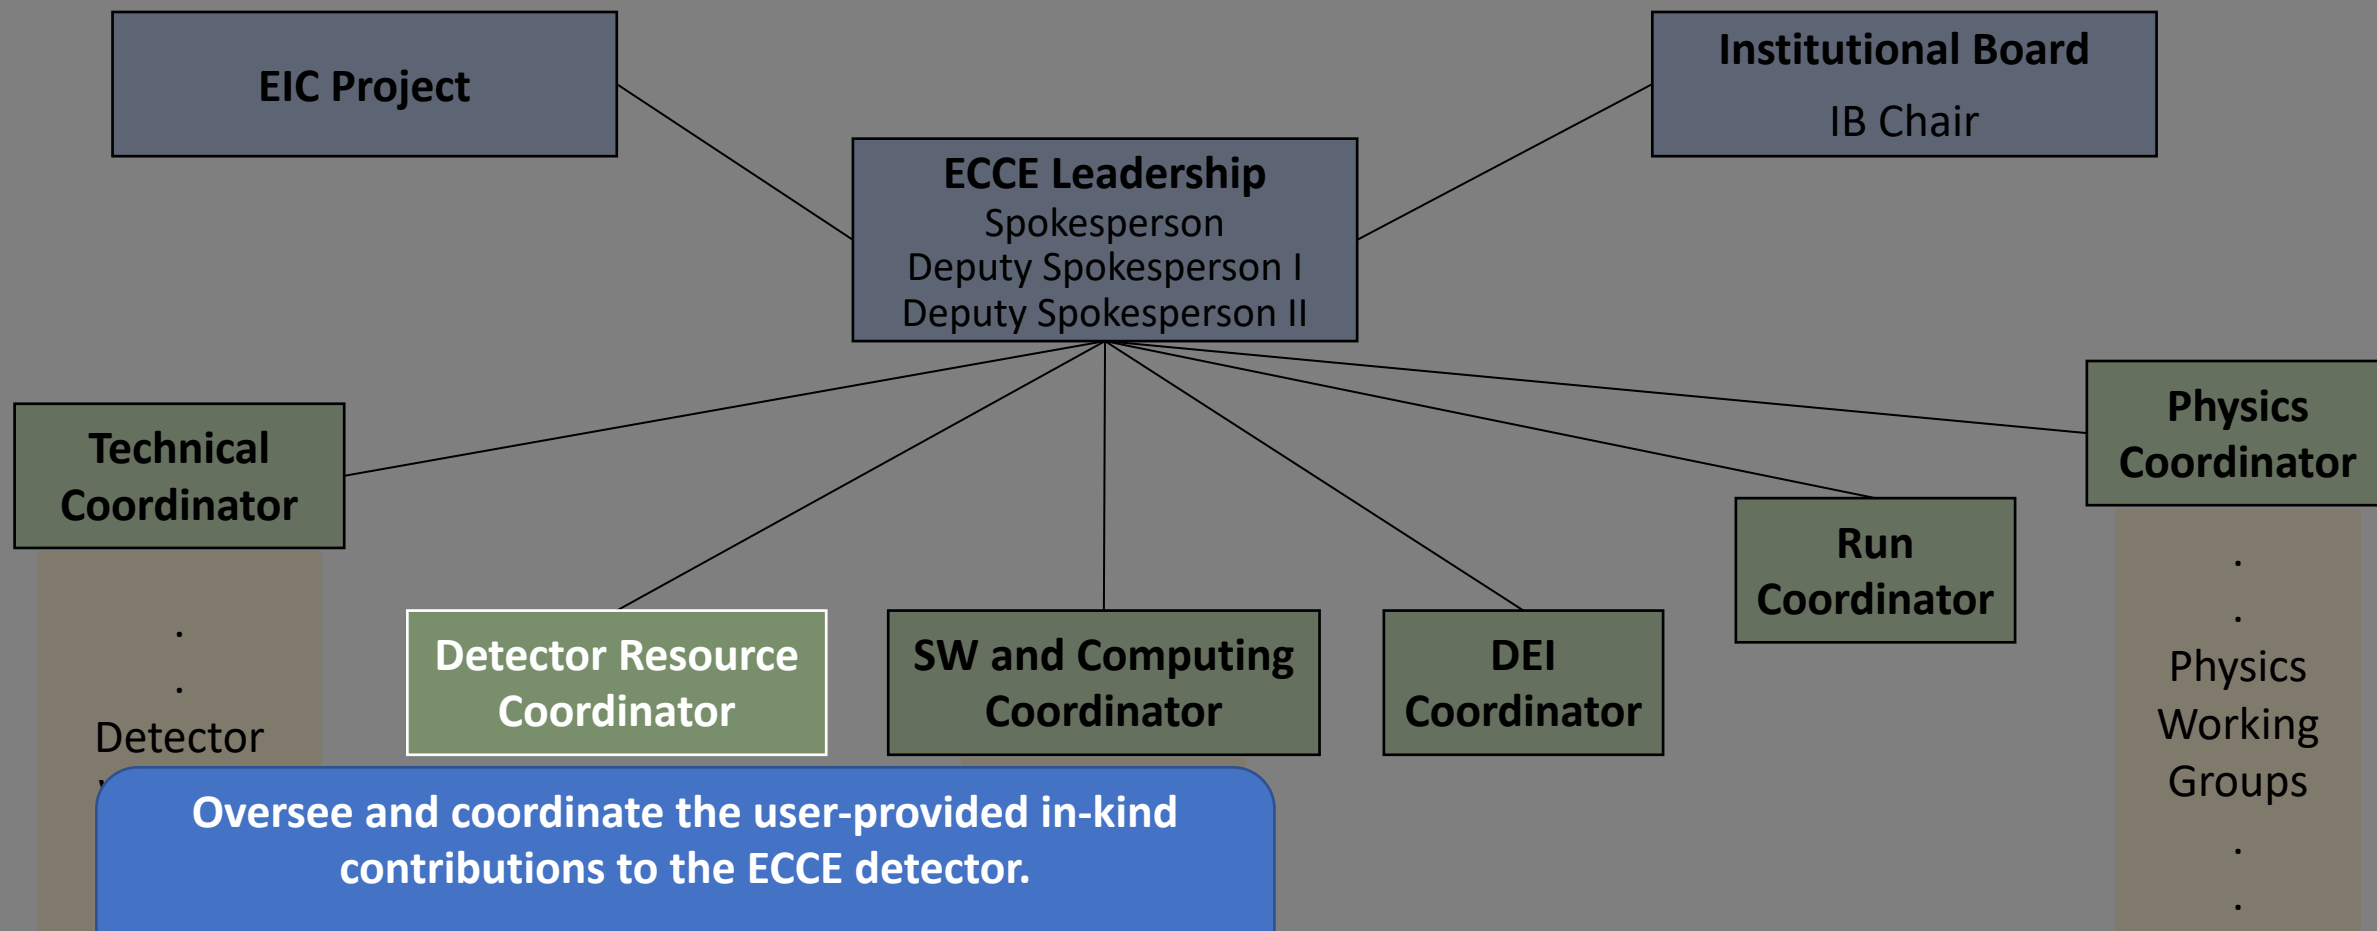 EIC Project
Institutional Board
IB Chair
ECCE Leadership
Spokesperson
Deputy Spokesperson I
Deputy Spokesperson II
Technical
Coordinator
Physics
Coordinator
Run
Coordinator
Detector Resource
Coordinator
SW and Computing
Coordinator
DEI
Coordinator
.
.
Detector
.
.
Physics
Working
Groups
.
.
Oversee and coordinate the user-provided in-kind
contributions to the ECCE detector.